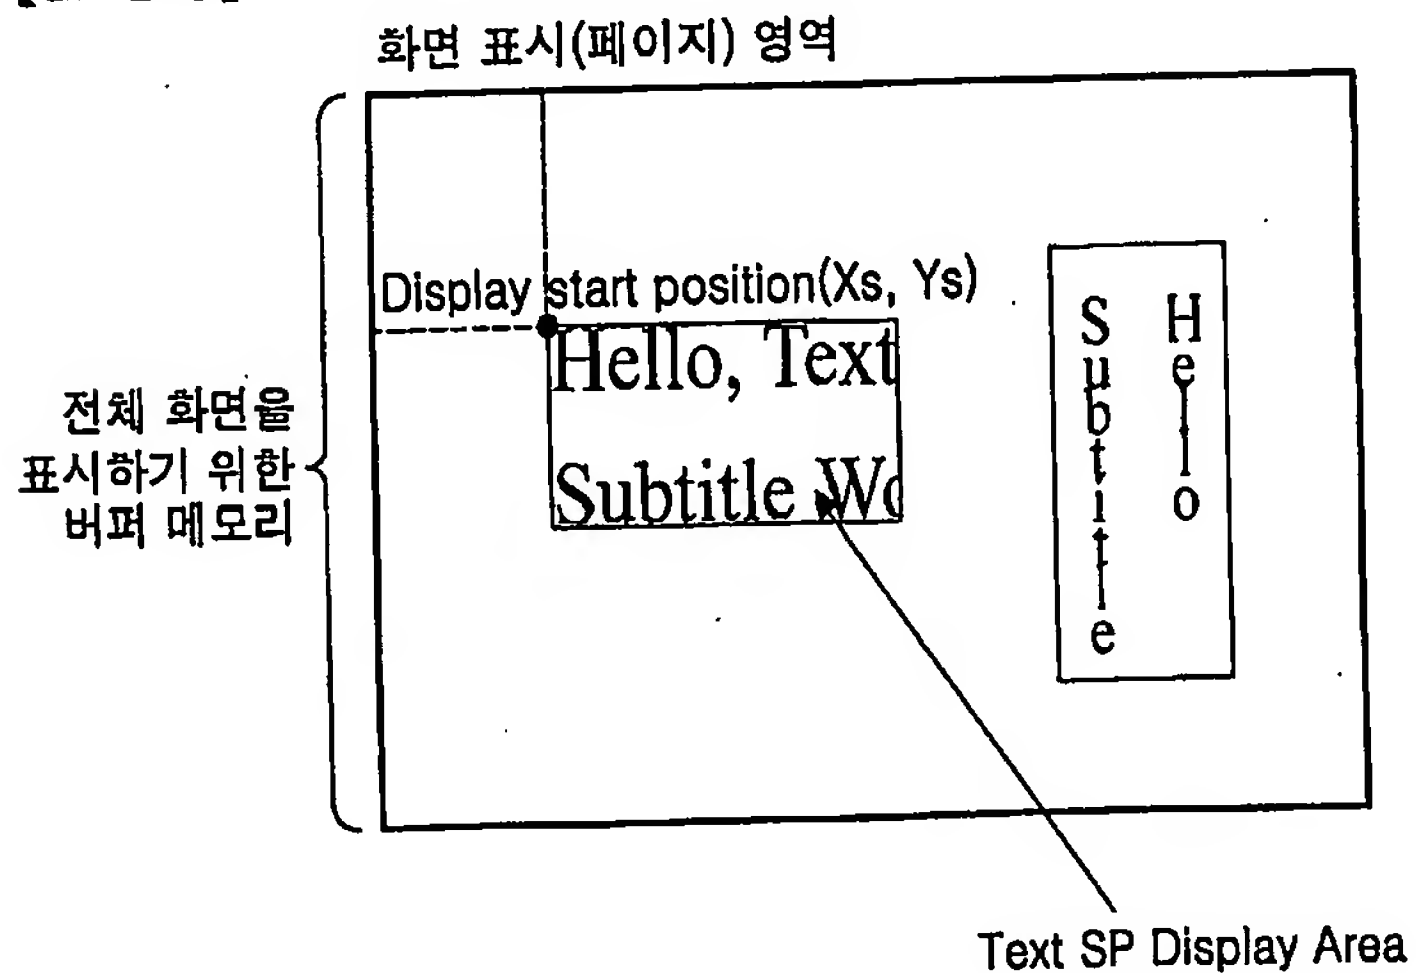 화면 표시(페이지) 영역
Display start position(Xs, Ys)
Hello, Text
Subtitle Wo
Hello
Subtitle
전체 화면을
표시하기 위한
버퍼 메모리
Text SP Display Area